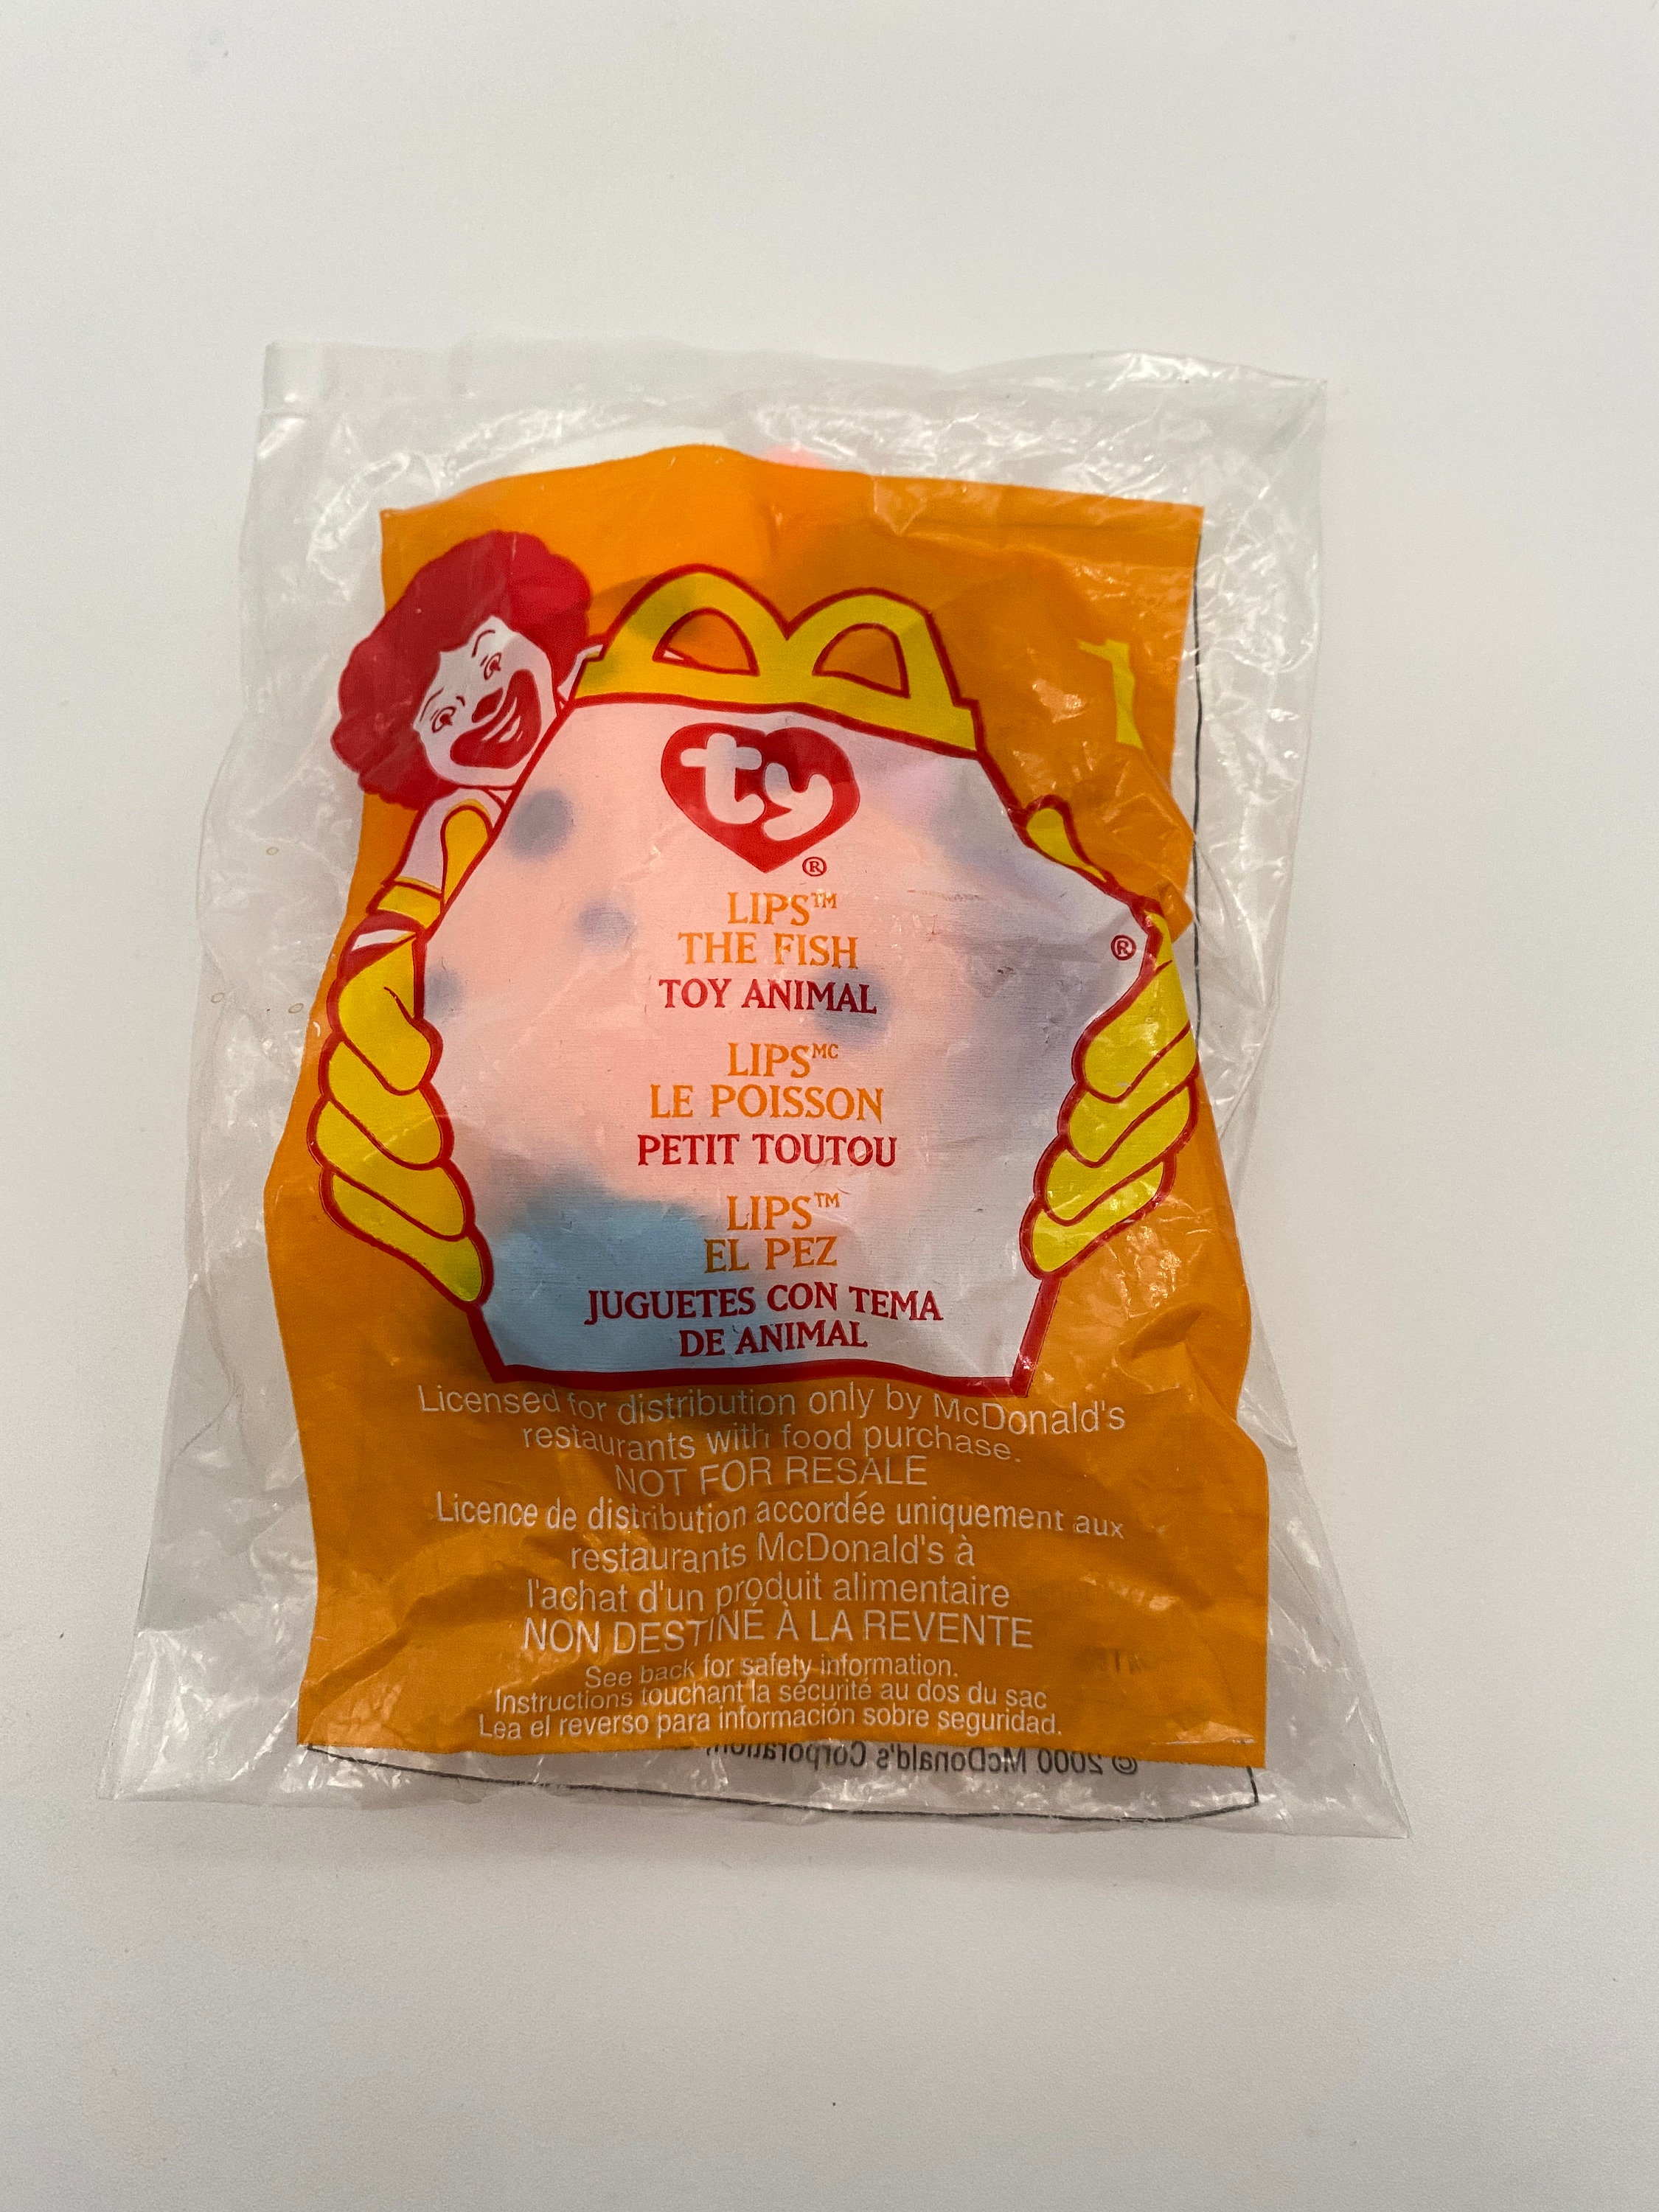 ty®
LIPS™
THE FISH
TOY ANIMAL
®
LIPSᴹᶜ
LE POISSON
PETIT TOUTOU
LIPS™
EL PEZ
JUGUETES CON TEMA
DE ANIMAL
Licensed for distribution only by McDonald's
restaurants with food purchase.
NOT FOR RESALE
Licence de distribution accordée uniquement aux
restaurants McDonald's à
l'achat d'un produit alimentaire
NON DESTINÉ À LA REVENTE
See back for safety information.
Instructions touchant la sécurité au dos du sac
Lea el reverso para información sobre seguridad.
© 2000 McDonald's Corporation